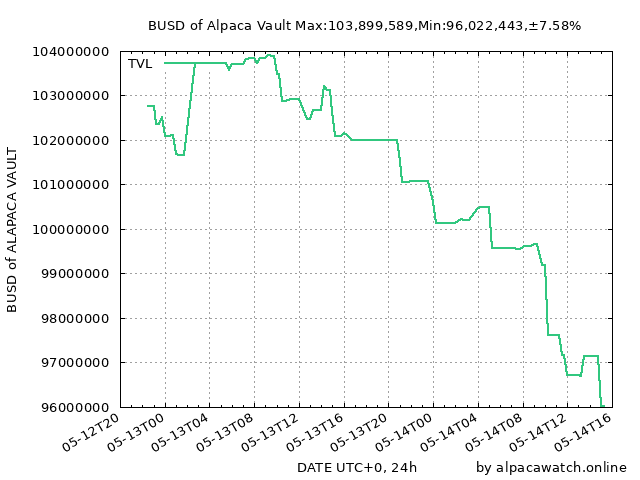 BUSD of Alpaca Vault Max:103,899,589,Min:96,022,443,±7.58%
TVL
104000000
103000000
102000000
101000000
100000000
99000000
98000000
97000000
96000000
BUSD of ALAPACA VAULT
05-12T20
05-13T00
05-13T04
05-13T08
05-13T12
05-13T16
05-13T20
05-14T00
05-14T04
05-14T08
05-14T12
05-14T16
DATE UTC+0, 24h
by alpacawatch.online